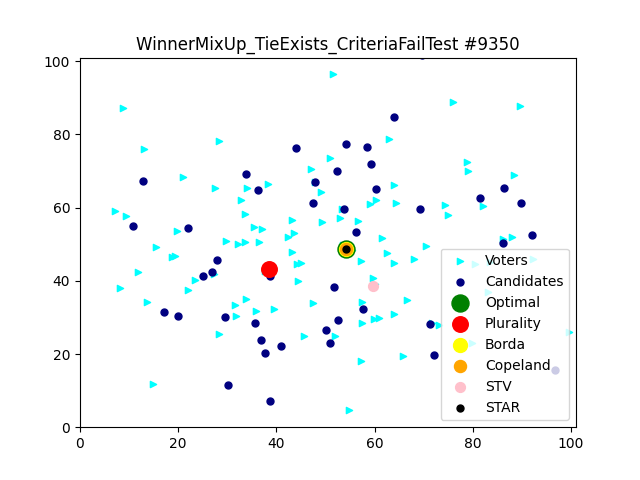 WinnerMixUp_TieExists_CriteriaFailTest #9350
100
80
60
40
20
0
0 20 40 60 80 100
Voters
Candidates
Optimal
Plurality
Borda
Copeland
STV
STAR